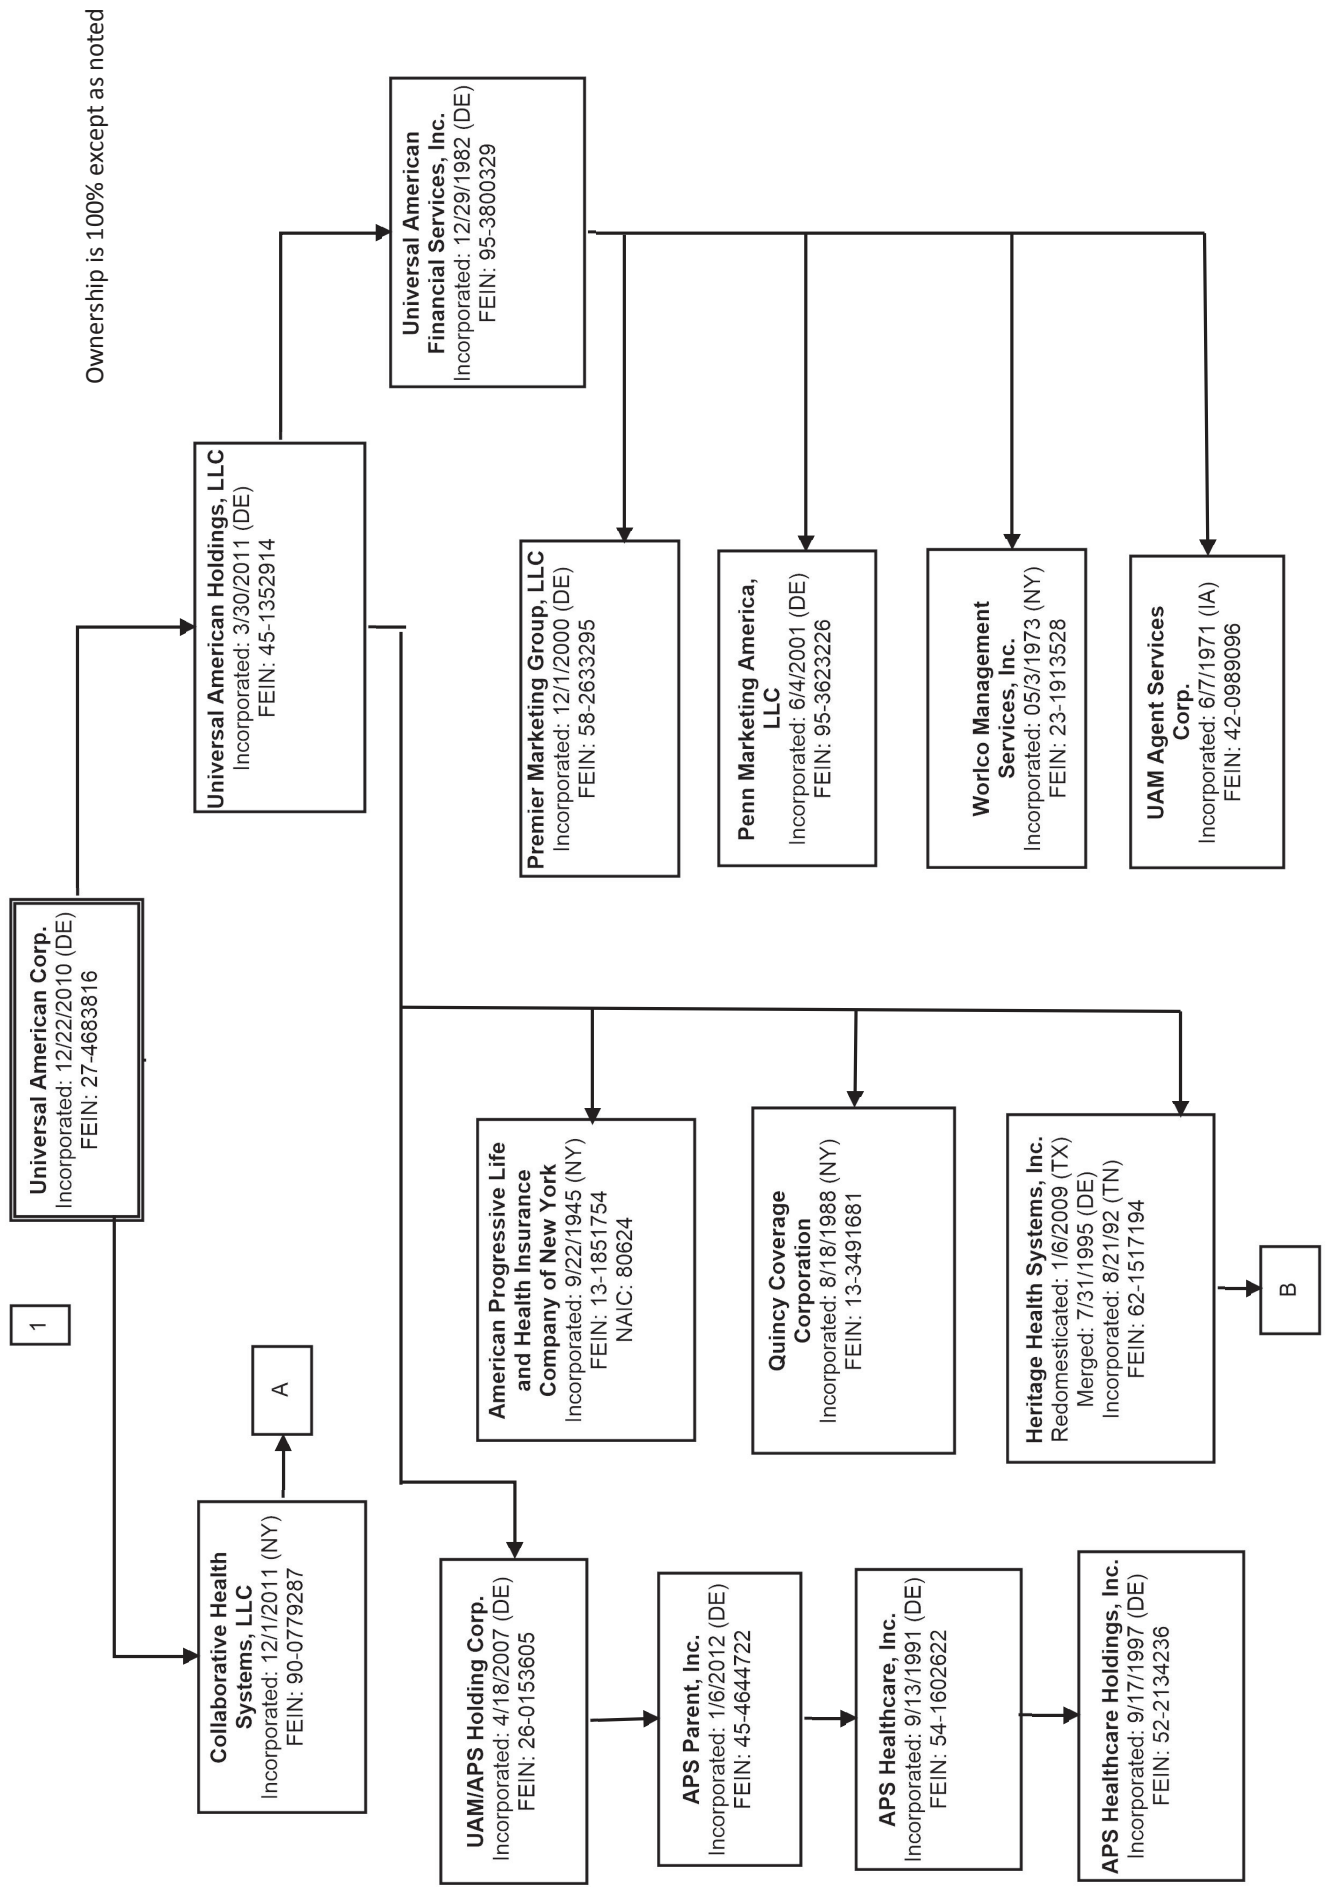 1
Ownership is 100% except as noted
Universal American Corp.
Incorporated: 12/22/2010 (DE)
FEIN: 27-4683816
Collaborative Health
Systems, LLC
Incorporated: 12/1/2011 (NY)
FEIN: 90-0779287
A
Universal American Holdings, LLC
Incorporated: 3/30/2011 (DE)
FEIN: 45-1352914
Universal American
Financial Services, Inc.
Incorporated: 12/29/1982 (DE)
FEIN: 95-3800329
UAM/APS Holding Corp.
Incorporated: 4/18/2007 (DE)
FEIN: 26-0153605
APS Parent, Inc.
Incorporated: 1/6/2012 (DE)
FEIN: 45-4644722
APS Healthcare, Inc.
Incorporated: 9/13/1991 (DE)
FEIN: 54-1602622
APS Healthcare Holdings, Inc.
Incorporated: 9/17/1997 (DE)
FEIN: 52-2134236
American Progressive Life
and Health Insurance
Company of New York
Incorporated: 9/22/1945 (NY)
FEIN: 13-1851754
NAIC: 80624
Quincy Coverage
Corporation
Incorporated: 8/18/1988 (NY)
FEIN: 13-3491681
Heritage Health Systems, Inc.
Redomesticated: 1/6/2009 (TX)
Merged: 7/31/1995 (DE)
Incorporated: 8/21/92 (TN)
FEIN: 62-1517194
B
Premier Marketing Group, LLC
Incorporated: 12/1/2000 (DE)
FEIN: 58-2633295
Penn Marketing America,
LLC
Incorporated: 6/4/2001 (DE)
FEIN: 95-3623226
Worlco Management
Services, Inc.
Incorporated: 05/3/1973 (NY)
FEIN: 23-1913528
UAM Agent Services
Corp.
Incorporated: 6/7/1971 (IA)
FEIN: 42-0989096